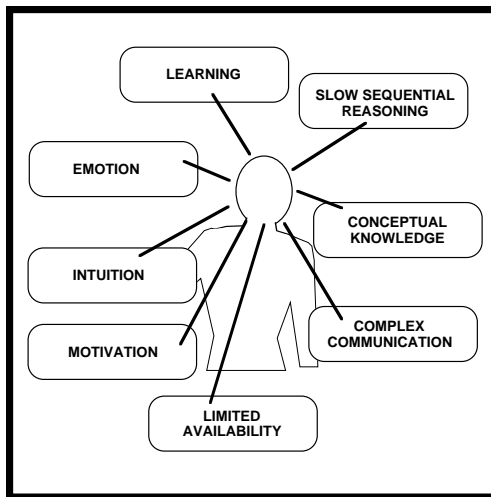 LEARNING
SLOW SEQUENTIAL
REASONING
EMOTION
CONCEPTUAL
KNOWLEDGE
INTUITION
COMPLEX
COMMUNICATION
MOTIVATION
LIMITED
AVAILABILITY